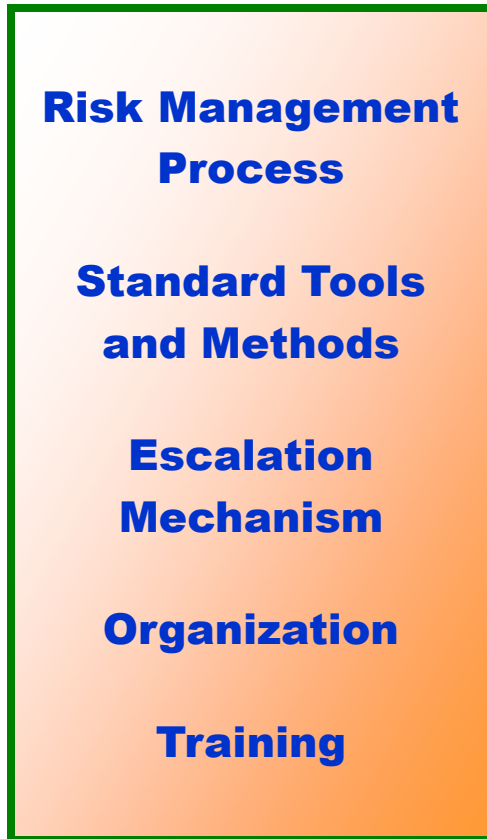 Risk Management
Process
Standard Tools
and Methods
Escalation
Mechanism
Organization
Training